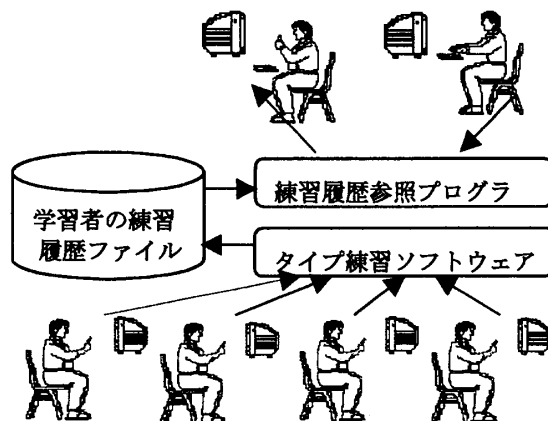 練習履歴参照プログラ
学習者の練習
履歴ファイル
タイプ練習ソフトウェア